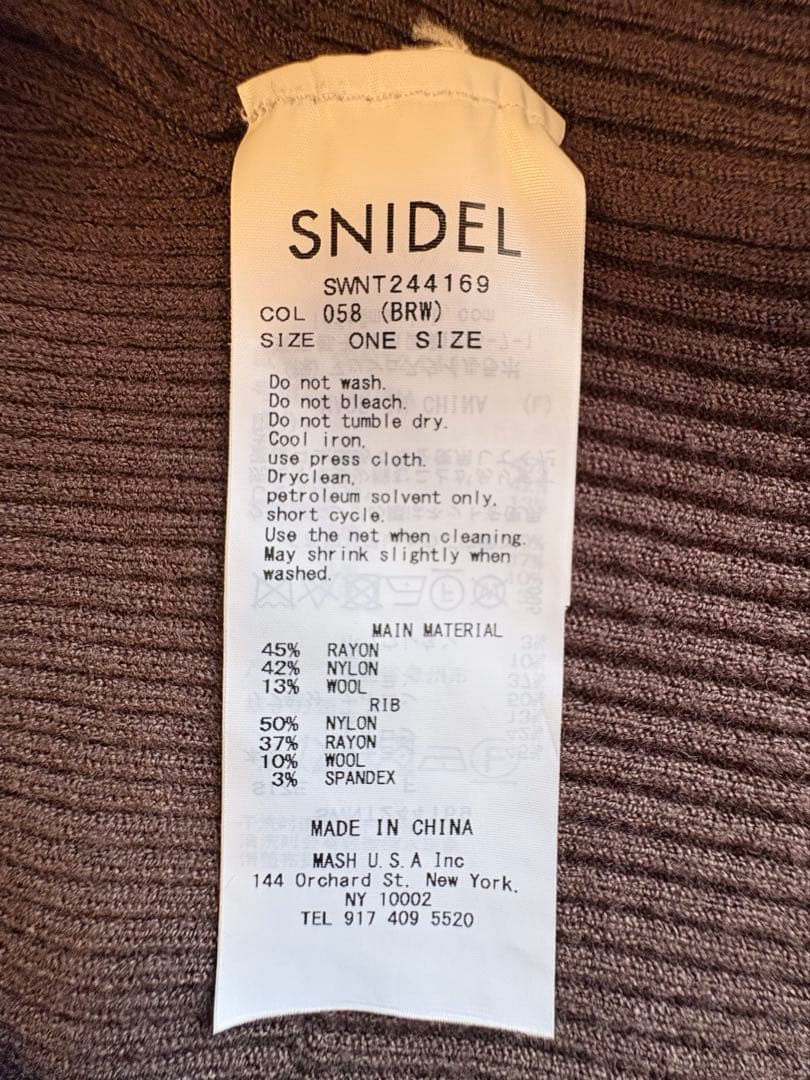 SNIDEL
SWNT244169
COL 058 (BRW)
SIZE ONE SIZE
Do not wash.
Do not bleach.
Do not tumble dry.
Cool iron,
use press cloth.
Dryclean,
petroleum solvent only,
short cycle.
Use the net when cleaning.
May shrink slightly when
washed.
MAIN MATERIAL
45% RAYON
42% NYLON
13% WOOL
RIB
50% NYLON
37% RAYON
10% WOOL
3% SPANDEX
MADE IN CHINA
MASH U.S.A Inc
144 Orchard St. New York.
NY 10002
TEL 917 409 5520